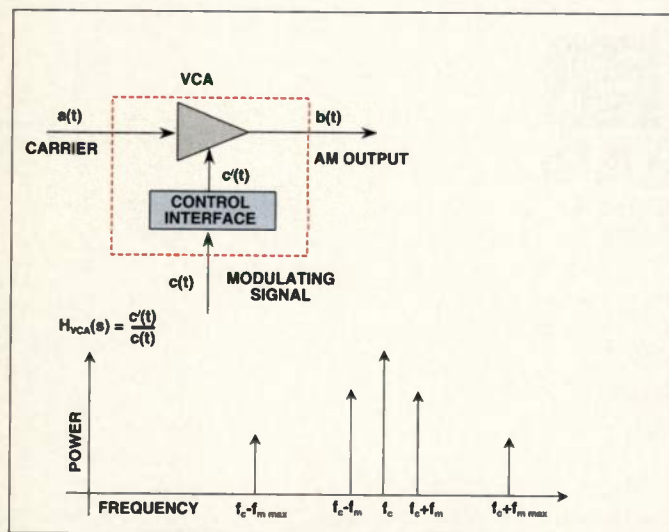 VCA
a(t)
b(t)
CARRIER
AM OUTPUT
c'(t)
CONTROL
INTERFACE
c(t)
MODULATING
SIGNAL
H_VCA(s) = c'(t)
c(t)
POWER
FREQUENCY
f_c-f_m max
f_c-f_m
f_c
f_c+f_m
f_c+f_m max